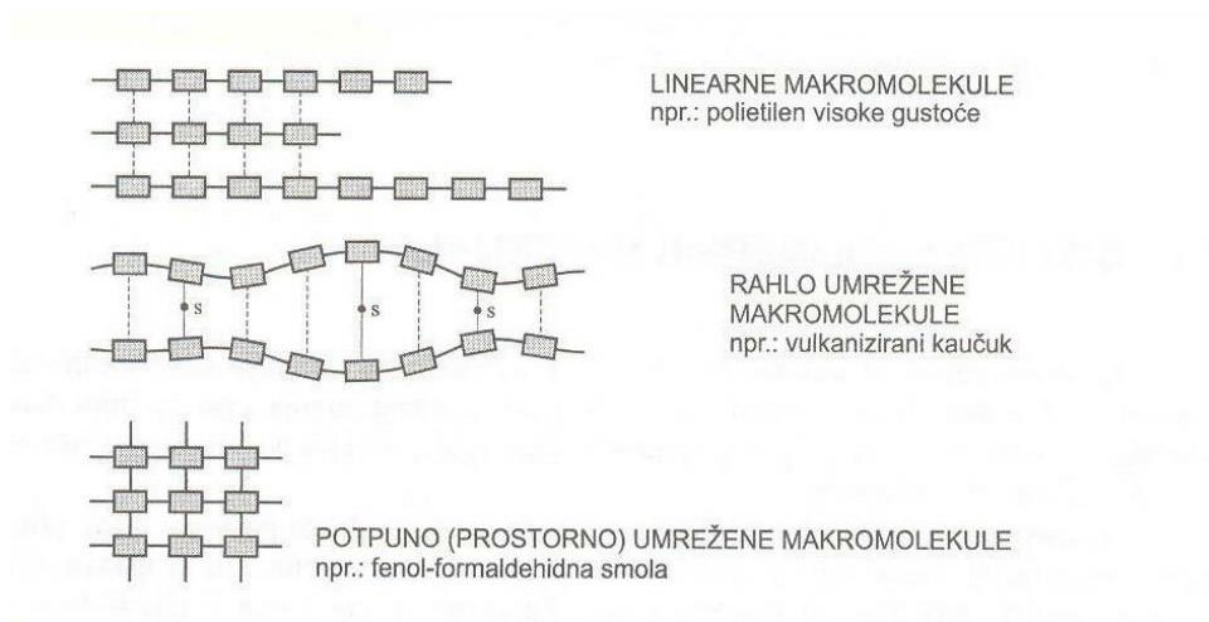 LINEARNE MAKROMOLEKULE
npr.: polietilen visoke gustoće
s
s
s
RAHLO UMREŽENE
MAKROMOLEKULE
npr.: vulkanizirani kaučuk
POTPUNO (PROSTORNO) UMREŽENE MAKROMOLEKULE
npr.: fenol-formaldehidna smola